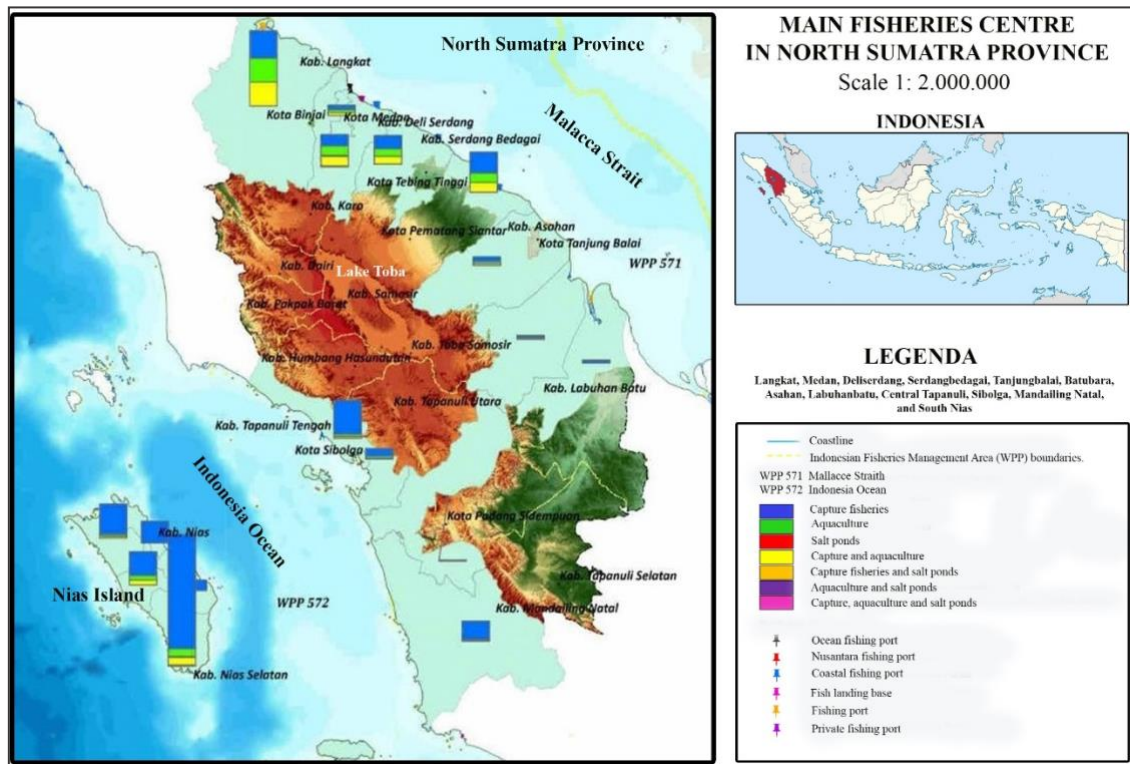 North Sumatra Province
Kab. Langkat
Kota Binjai
Kota Medan
Kab. Deli Serdang
Kab. Serdang Bedagai
Malacca Strait
Kota Tebing Tinggi
Kab. Karo
Kota Pematang Siantar
Kab. Asahan
Kota Tanjung Balai
WPP 571
Kab. Dairi
Lake Toba
Kab. Samosir
Kab. Pakpak Barat
Kab. Toba Samosir
Kab. Humbang Hasundutan
Kab. Labuhan Batu
Kab. Tapanuli Utara
Kab. Tapanuli Tengah
Kota Sibolga
Indonesia Ocean
Kab. Nias
Kota Padang Sidempuan
Kab. Tapanuli Selatan
Nias Island
WPP 572
Kab. Mandailing Natal
Kab. Nias Selatan
MAIN FISHERIES CENTRE
IN NORTH SUMATRA PROVINCE
Scale 1: 2.000.000
INDONESIA
LEGENDA
Langkat, Medan, Deliserdang, Serdangbedagai, Tanjungbalai, Batubara,
Asahan, Labuhanbatu, Central Tapanuli, Sibolga, Mandailing Natal,
and South Nias
Coastline
Indonesian Fisheries Management Area (WPP) boundaries.
WPP 571 Mallacce Straith
WPP 572 Indonesia Ocean
Capture fisheries
Aquaculture
Salt ponds
Capture and aquaculture
Capture fisheries and salt ponds
Aquaculture and salt ponds
Capture, aquaculture and salt ponds
Ocean fishing port
Nusantara fishing port
Coastal fishing port
Fish landing base
Fishing port
Private fishing port